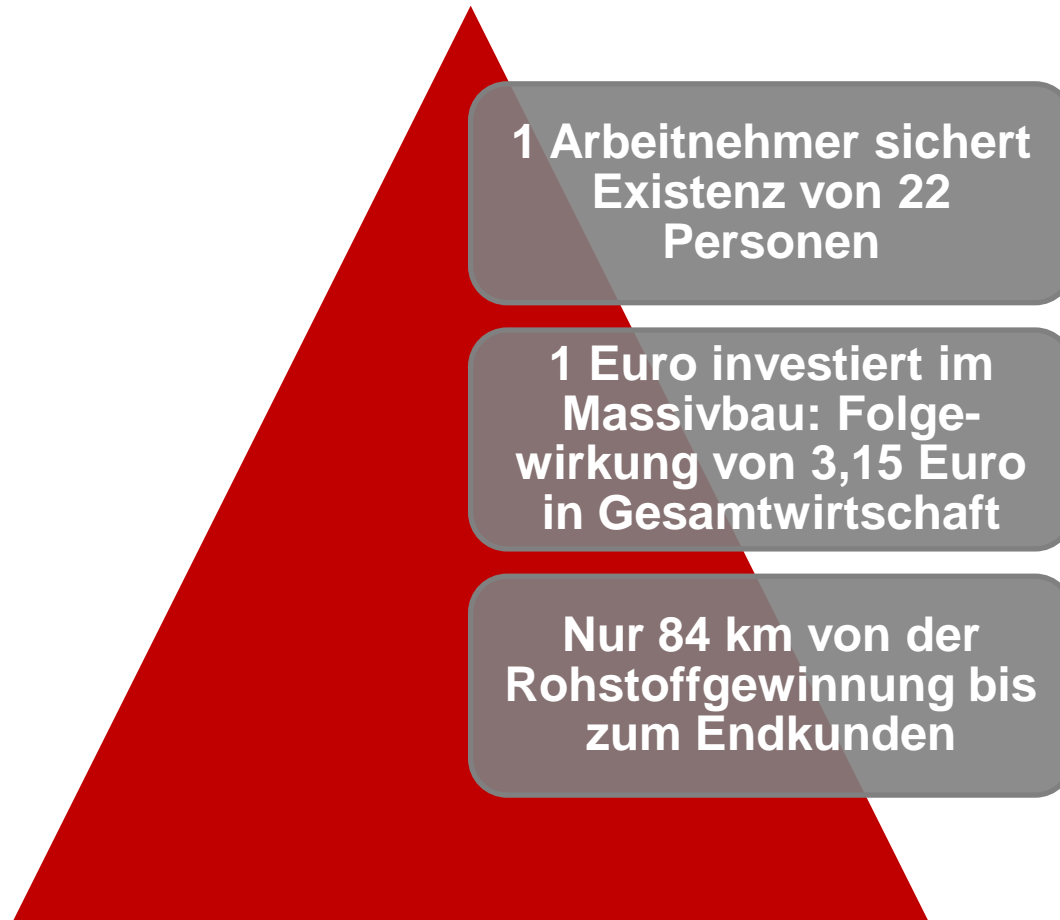 1 Arbeitnehmer sichert
Existenz von 22
Personen
1 Euro investiert im
Massivbau: Folge-
wirkung von 3,15 Euro
in Gesamtwirtschaft
Nur 84 km von der
Rohstoffgewinnung bis
zum Endkunden